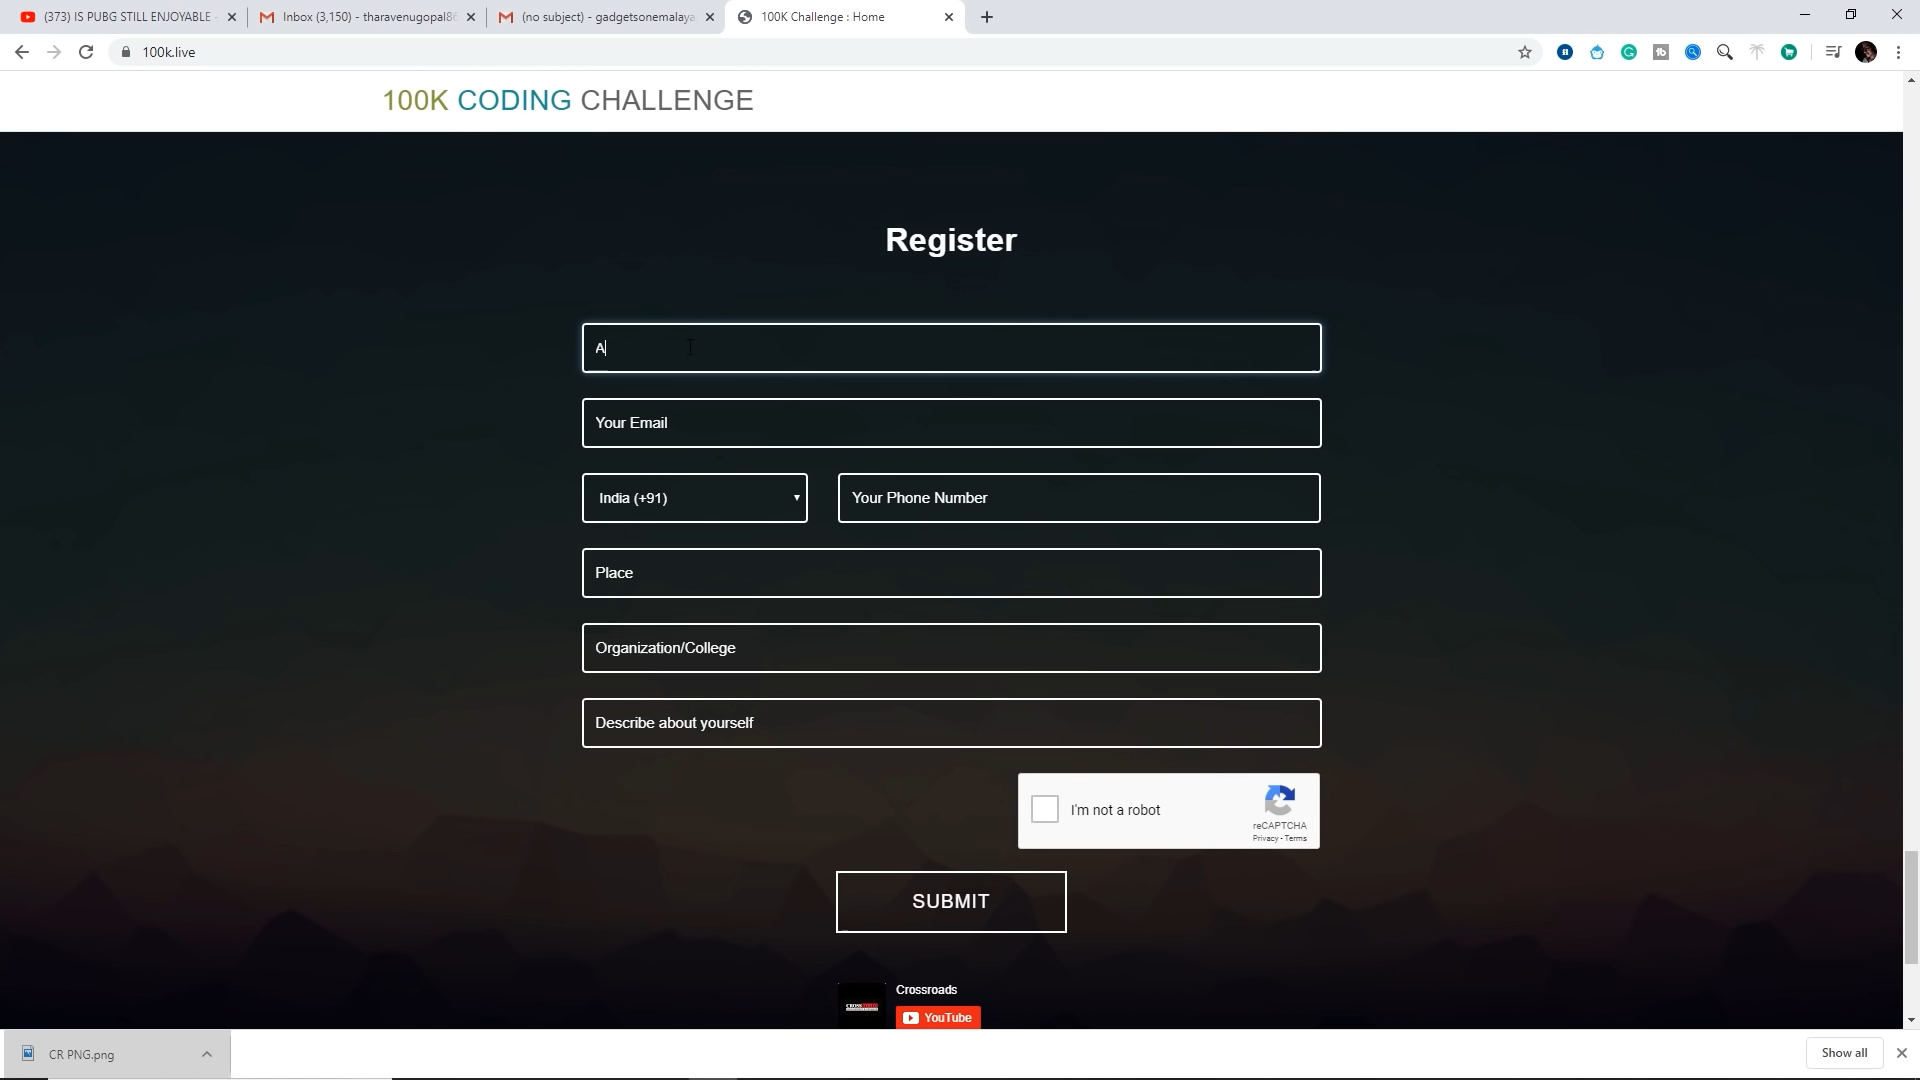 (373) IS PUBG STILL ENJOYABLE -
Inbox (3,150) - tharavenugopal86
(no subject) - gadgetsonemalaya
100K Challenge : Home
100k.live
100K CODING CHALLENGE
Register
A
Your Email
India (+91)
Your Phone Number
Place
Organization/College
Describe about yourself
I'm not a robot
reCAPTCHA
Privacy - Terms
SUBMIT
Crossroads
YouTube
CR PNG.png
Show all